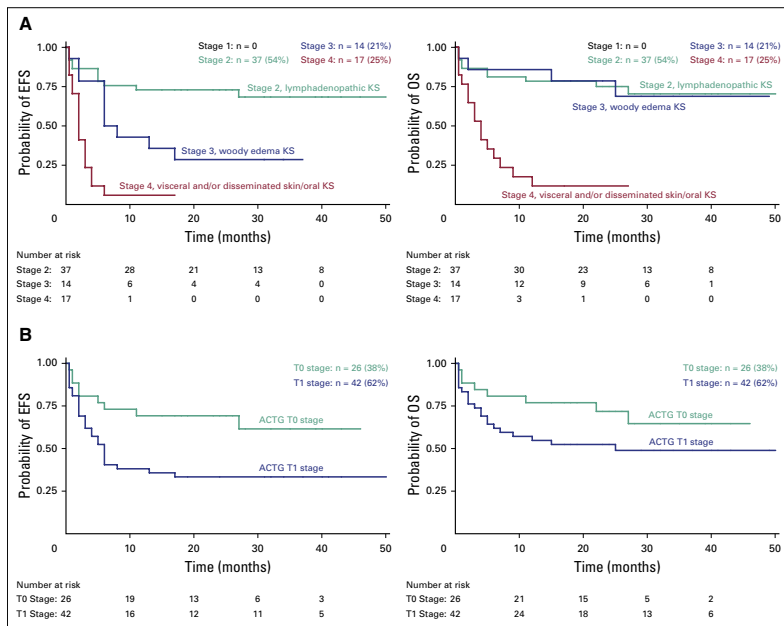 A
Stage 1: n = 0
Stage 3: n = 14 (21%)
Stage 2: n = 37 (54%)
Stage 4: n = 17 (25%)
Probability of EFS
1.00
0.75
0.50
0.25
Stage 2, lymphadenopathic KS
Stage 3, woody edema KS
Stage 4, visceral and/or disseminated skin/oral KS
0 10 20 30 40 50
Time (months)
Number at risk
Stage 2: 37 28 21 13 8
Stage 3: 14 6 4 4 0
Stage 4: 17 1 0 0 0
Stage 1: n = 0
Stage 3: n = 14 (21%)
Stage 2: n = 37 (54%)
Stage 4: n = 17 (25%)
Probability of OS
1.00
0.75
0.50
0.25
Stage 2, lymphadenopathic KS
Stage 3, woody edema KS
Stage 4, visceral and/or disseminated skin/oral KS
0 10 20 30 40 50
Time (months)
Number at risk
Stage 2: 37 30 23 13 8
Stage 3: 14 12 9 6 1
Stage 4: 17 3 1 0 0
B
T0 stage: n = 26 (38%)
T1 stage: n = 42 (62%)
Probability of EFS
1.00
0.75
0.50
0.25
ACTG T0 stage
ACTG T1 stage
0 10 20 30 40 50
Time (months)
Number at risk
T0 Stage: 26 19 13 6 3
T1 Stage: 42 16 12 11 5
T0 stage: n = 26 (38%)
T1 stage: n = 42 (62%)
Probability of OS
1.00
0.75
0.50
0.25
ACTG T0 stage
ACTG T1 stage
0 10 20 30 40 50
Time (months)
Number at risk
T0 Stage: 26 21 15 5 2
T1 Stage: 42 24 18 13 6